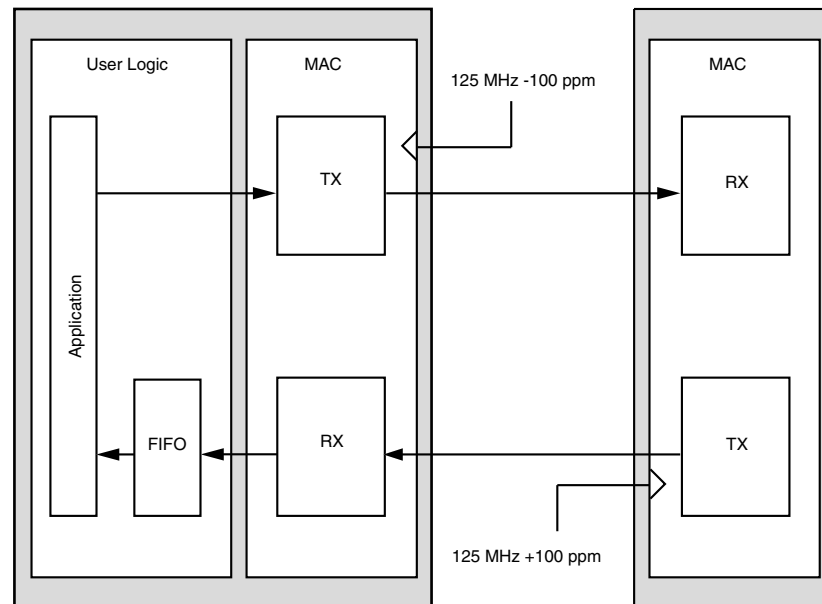 User Logic
MAC
MAC
125 MHz -100 ppm
TX
RX
Application
FIFO
RX
TX
125 MHz +100 ppm